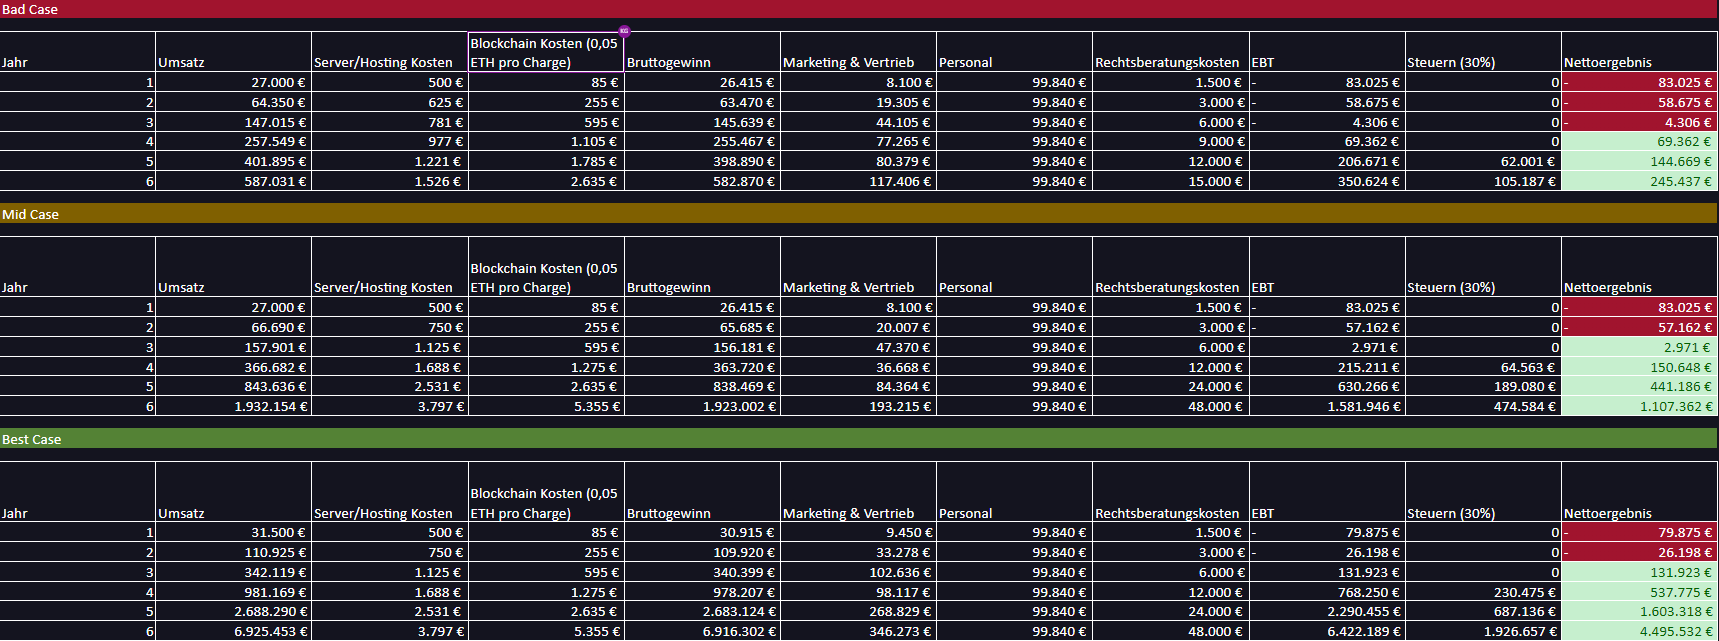 Bad Case
KG
Jahr Umsatz Server/Hosting Kosten Blockchain Kosten (0,05 ETH pro Charge) Bruttogewinn Marketing & Vertrieb Personal Rechtsberatungskosten EBT Steuern (30%) Nettoergebnis
1 27.000 € 500 € 85 € 26.415 € 8.100 € 99.840 € 1.500 € - 83.025 € 0 - 83.025 €
2 64.350 € 625 € 255 € 63.470 € 19.305 € 99.840 € 3.000 € - 58.675 € 0 - 58.675 €
3 147.015 € 781 € 595 € 145.639 € 44.105 € 99.840 € 6.000 € - 4.306 € 0 - 4.306 €
4 257.549 € 977 € 1.105 € 255.467 € 77.265 € 99.840 € 9.000 € 69.362 € 0 69.362 €
5 401.895 € 1.221 € 1.785 € 398.890 € 80.379 € 99.840 € 12.000 € 206.671 € 62.001 € 144.669 €
6 587.031 € 1.526 € 2.635 € 582.870 € 117.406 € 99.840 € 15.000 € 350.624 € 105.187 € 245.437 €
Mid Case
Jahr Umsatz Server/Hosting Kosten Blockchain Kosten (0,05 ETH pro Charge) Bruttogewinn Marketing & Vertrieb Personal Rechtsberatungskosten EBT Steuern (30%) Nettoergebnis
1 27.000 € 500 € 85 € 26.415 € 8.100 € 99.840 € 1.500 € - 83.025 € 0 - 83.025 €
2 66.690 € 750 € 255 € 65.685 € 20.007 € 99.840 € 3.000 € - 57.162 € 0 - 57.162 €
3 157.901 € 1.125 € 595 € 156.181 € 47.370 € 99.840 € 6.000 € 2.971 € 0 2.971 €
4 366.682 € 1.688 € 1.275 € 363.720 € 36.668 € 99.840 € 12.000 € 215.211 € 64.563 € 150.648 €
5 843.636 € 2.531 € 2.635 € 838.469 € 84.364 € 99.840 € 24.000 € 630.266 € 189.080 € 441.186 €
6 1.932.154 € 3.797 € 5.355 € 1.923.002 € 193.215 € 99.840 € 48.000 € 1.581.946 € 474.584 € 1.107.362 €
Best Case
Jahr Umsatz Server/Hosting Kosten Blockchain Kosten (0,05 ETH pro Charge) Bruttogewinn Marketing & Vertrieb Personal Rechtsberatungskosten EBT Steuern (30%) Nettoergebnis
1 31.500 € 500 € 85 € 30.915 € 9.450 € 99.840 € 1.500 € - 79.875 € 0 - 79.875 €
2 110.925 € 750 € 255 € 109.920 € 33.278 € 99.840 € 3.000 € - 26.198 € 0 - 26.198 €
3 342.119 € 1.125 € 595 € 340.399 € 102.636 € 99.840 € 6.000 € 131.923 € 0 131.923 €
4 981.169 € 1.688 € 1.275 € 978.207 € 98.117 € 99.840 € 12.000 € 768.250 € 230.475 € 537.775 €
5 2.688.290 € 2.531 € 2.635 € 2.683.124 € 268.829 € 99.840 € 24.000 € 2.290.455 € 687.136 € 1.603.318 €
6 6.925.453 € 3.797 € 5.355 € 6.916.302 € 346.273 € 99.840 € 48.000 € 6.422.189 € 1.926.657 € 4.495.532 €